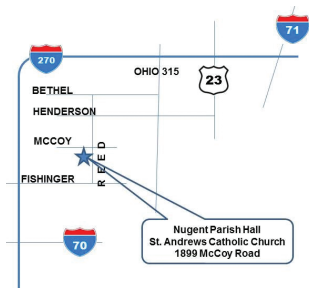 71
270
OHIO 315
23
BETHEL
HENDERSON
MCCOY
REED
FISHINGER
Nugent Parish Hall
St. Andrews Catholic Church
1899 McCoy Road
70